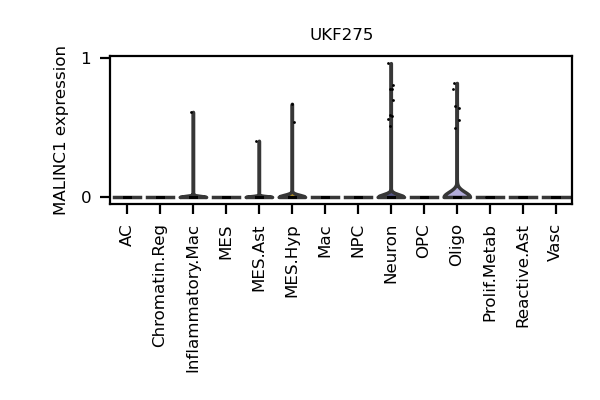 UKF275
MALINC1 expression
1
0
AC
Chromatin.Reg
Inflammatory.Mac
MES
MES.Ast
MES.Hyp
Mac
NPC
Neuron
OPC
Oligo
Prolif.Metab
Reactive.Ast
Vasc